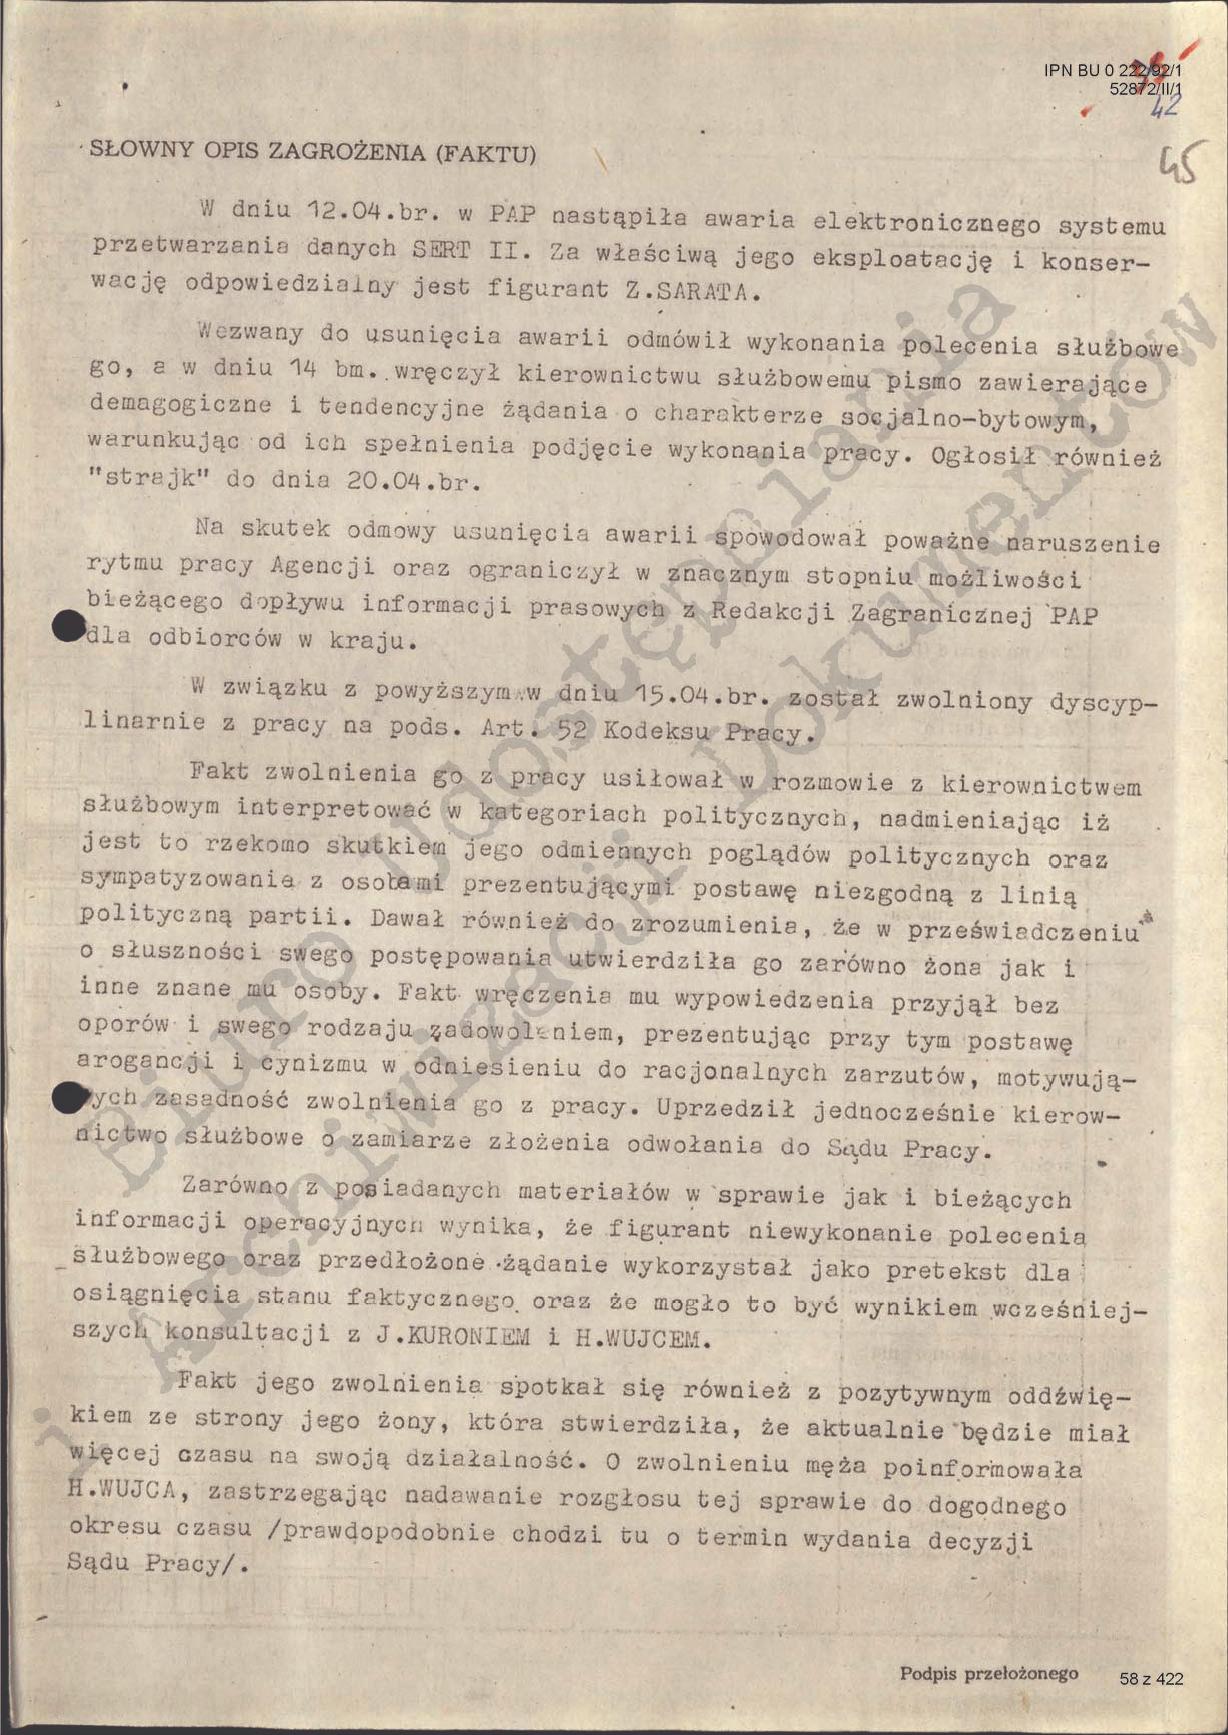 IPN BU 0 222/92/1
52872/II/1
42
45
SŁOWNY OPIS ZAGROŻENIA (FAKTU)
W dniu 12.04.br. w PAP nastąpiła awaria elektronicznego systemu
przetwarzania danych SERT II. Za właściwą jego eksploatację i konser-
wację odpowiedzialny jest figurant Z.SARATA.
Wezwany do usunięcia awarii odmówił wykonania polecenia służbowe
go, a w dniu 14 bm. wręczył kierownictwu służbowemu pismo zawierające
demagogiczne i tendencyjne żądania o charakterze socjalno-bytowym,
warunkując od ich spełnienia podjęcie wykonania pracy. Ogłosił również
"strajk" do dnia 20.04.br.
Na skutek odmowy usunięcia awarii spowodował poważne naruszenie
rytmu pracy Agencji oraz ograniczył w znacznym stopniu możliwości
bieżącego dopływu informacji prasowych z Redakcji Zagranicznej PAP
dla odbiorców w kraju.
W związku z powyższym w dniu 15.04.br. został zwolniony dyscyp-
linarnie z pracy na pods. Art. 52 Kodeksu Pracy.
Fakt zwolnienia go z pracy usiłował w rozmowie z kierownictwem
służbowym interpretować w kategoriach politycznych, nadmieniając iż
jest to rzekomo skutkiem jego odmiennych poglądów politycznych oraz
sympatyzowania z osobami prezentującymi postawę niezgodną z linią
polityczną partii. Dawał również do zrozumienia, że w przeświadczeniu
o słuszności swego postępowania utwierdziła go zarówno żona jak i
inne znane mu osoby. Fakt wręczenia mu wypowiedzenia przyjął bez
oporów i swego rodzaju zadowoleniem, prezentując przy tym postawę
arogancji i cynizmu w odniesieniu do racjonalnych zarzutów, motywują-
ych zasadność zwolnienia go z pracy. Uprzedził jednocześnie kierow-
nictwo służbowe o zamiarze złożenia odwołania do Sądu Pracy.
Zarówno z posiadanych materiałów w sprawie jak i bieżących
informacji operacyjnych wynika, że figurant niewykonanie polecenia
służbowego oraz przedłożone żądanie wykorzystał jako pretekst dla
osiągnięcia stanu faktycznego oraz że mogło to być wynikiem wcześniej-
szych konsultacji z J.KURONIEM i H.WUJCEM.
Fakt jego zwolnienia spotkał się również z pozytywnym oddźwię-
kiem ze strony jego żony, która stwierdziła, że aktualnie będzie miał
więcej czasu na swoją działalność. O zwolnieniu męża poinformowała
H.WUJCA, zastrzegając nadawanie rozgłosu tej sprawie do dogodnego
okresu czasu /prawdopodobnie chodzi tu o termin wydania decyzji
Sądu Pracy/.
Podpis przełożonego
58 z 422
Biuro Udostępniania
i Archiwizacji Dokumentów